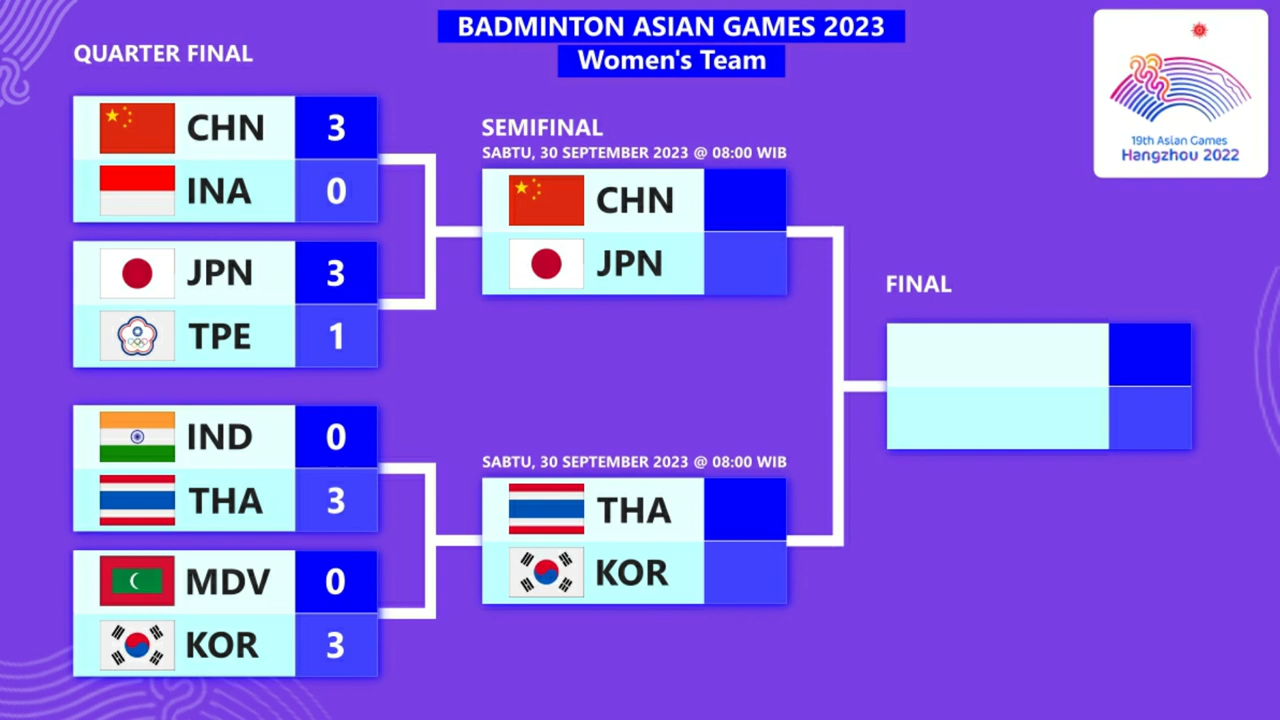 BADMINTON ASIAN GAMES 2023
Women's Team
19th Asian Games
Hangzhou 2022
QUARTER FINAL
CHN 3
INA 0
JPN 3
TPE 1
IND 0
THA 3
MDV 0
KOR 3
SEMIFINAL
SABTU, 30 SEPTEMBER 2023 @ 08:00 WIB
CHN
JPN
SABTU, 30 SEPTEMBER 2023 @ 08:00 WIB
THA
KOR
FINAL